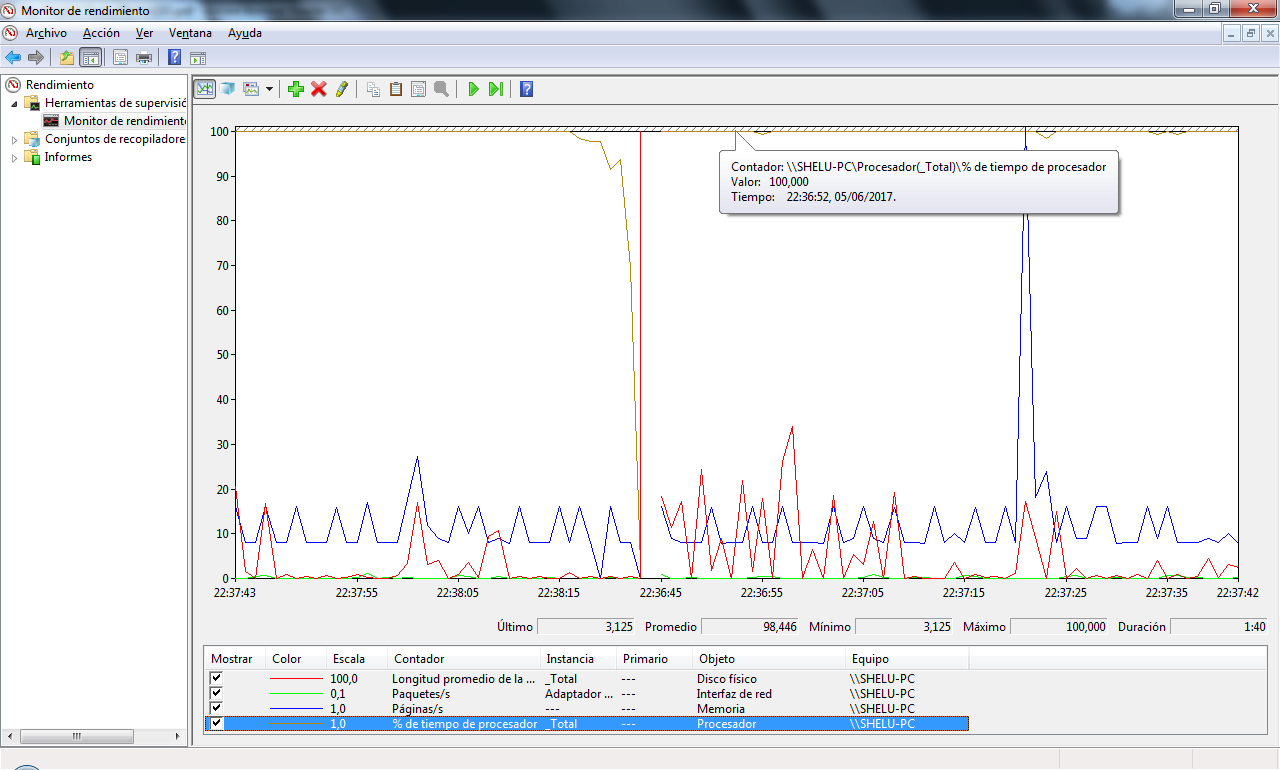 Monitor de rendimiento
Archivo Acción Ver Ventana Ayuda
Rendimiento
Herramientas de supervisió
Monitor de rendimiento
Conjuntos de recopiladore
Informes
100
90
80
70
60
50
40
30
20
10
0
Contador: \\SHELU-PC\Procesador(_Total)\% de tiempo de procesador
Valor: 100,000
Tiempo: 22:36:52, 05/06/2017.
22:37:43 22:37:55 22:38:05 22:38:15 22:36:45 22:36:55 22:37:05 22:37:15 22:37:25 22:37:35 22:37:42
Último 3,125 Promedio 98,446 Mínimo 3,125 Máximo 100,000 Duración 1:40
Mostrar Color Escala Contador Instancia Primario Objeto Equipo
100,0 Longitud promedio de la ... _Total --- Disco físico \\SHELU-PC
0,1 Paquetes/s Adaptador ... --- Interfaz de red \\SHELU-PC
1,0 Páginas/s --- --- Memoria \\SHELU-PC
1,0 % de tiempo de procesador _Total --- Procesador \\SHELU-PC